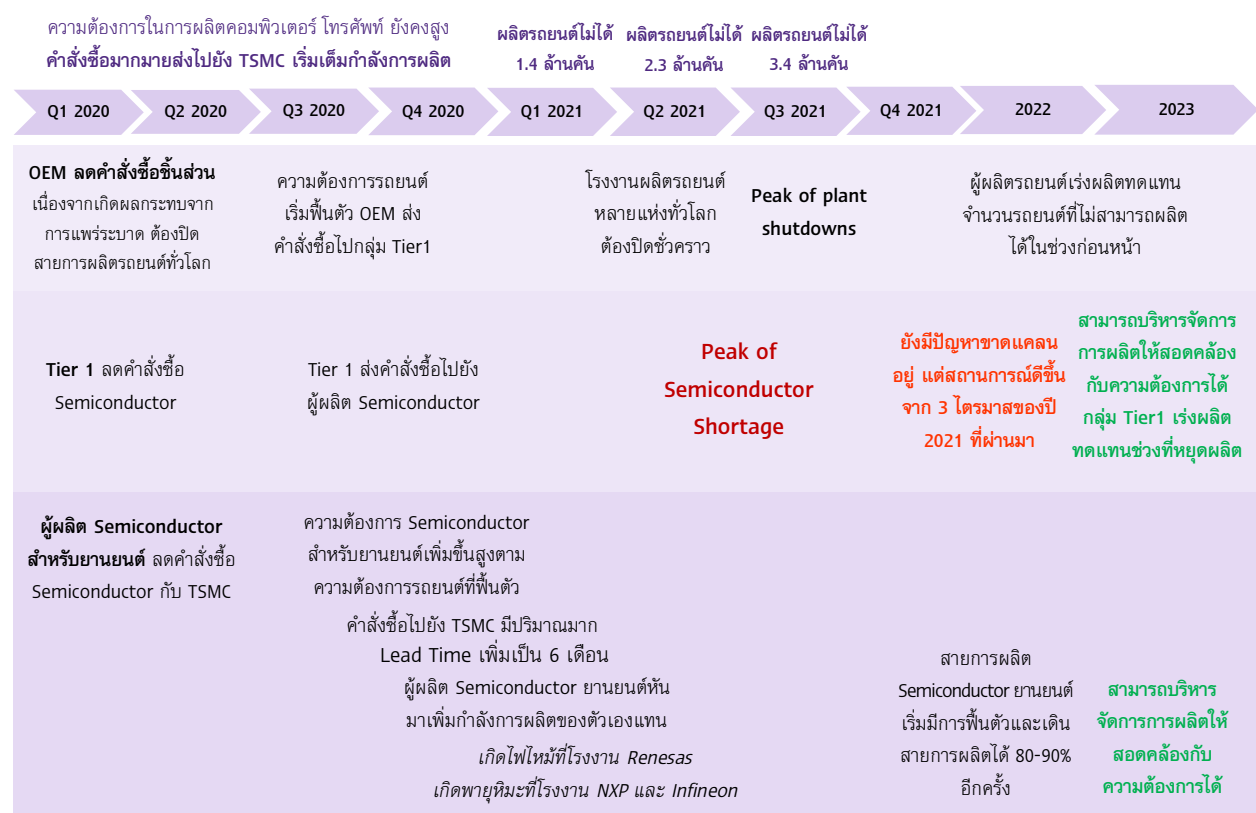 ความต้องการในการผลิตคอมพิวเตอร์ โทรศัพท์ ยังคงสูง
คำสั่งซื้อมากมายส่งไปยัง TSMC เริ่มเต็มกำลังการผลิต
ผลิตรถยนต์ไม่ได้
1.4 ล้านคัน
ผลิตรถยนต์ไม่ได้
2.3 ล้านคัน
ผลิตรถยนต์ไม่ได้
3.4 ล้านคัน
Q1 2020
Q2 2020
Q3 2020
Q4 2020
Q1 2021
Q2 2021
Q3 2021
Q4 2021
2022
2023
OEM ลดคำสั่งซื้อชิ้นส่วน
เนื่องจากเกิดผลกระทบจาก
การแพร่ระบาด ต้องปิด
สายการผลิตรถยนต์ทั่วโลก
ความต้องการรถยนต์
เริ่มฟื้นตัว OEM ส่ง
คำสั่งซื้อไปกลุ่ม Tier1
โรงงานผลิตรถยนต์
หลายแห่งทั่วโลก
ต้องปิดชั่วคราว
Peak of plant
shutdowns
ผู้ผลิตรถยนต์เร่งผลิตทดแทน
จำนวนรถยนต์ที่ไม่สามารถผลิต
ได้ในช่วงก่อนหน้า
Tier 1 ลดคำสั่งซื้อ
Semiconductor
Tier 1 ส่งคำสั่งซื้อไปยัง
ผู้ผลิต Semiconductor
Peak of
Semiconductor
Shortage
ยังมีปัญหาขาดแคลน
อยู่ แต่สถานการณ์ดีขึ้น
จาก 3 ไตรมาสของปี
2021 ที่ผ่านมา
สามารถบริหารจัดการ
การผลิตให้สอดคล้อง
กับความต้องการได้
กลุ่ม Tier1 เร่งผลิต
ทดแทนช่วงที่หยุดผลิต
ผู้ผลิต Semiconductor
สำหรับยานยนต์ ลดคำสั่งซื้อ
Semiconductor กับ TSMC
ความต้องการ Semiconductor
สำหรับยานยนต์เพิ่มขึ้นสูงตาม
ความต้องการรถยนต์ที่ฟื้นตัว
คำสั่งซื้อไปยัง TSMC มีปริมาณมาก
Lead Time เพิ่มเป็น 6 เดือน
ผู้ผลิต Semiconductor ยานยนต์หัน
มาเพิ่มกำลังการผลิตของตัวเองแทน
เกิดไฟไหม้ที่โรงงาน Renesas
เกิดพายุหิมะที่โรงงาน NXP และ Infineon
สายการผลิต
Semiconductor ยานยนต์
เริ่มมีการฟื้นตัวและเดิน
สายการผลิตได้ 80-90%
อีกครั้ง
สามารถบริหาร
จัดการการผลิตให้
สอดคล้องกับ
ความต้องการได้